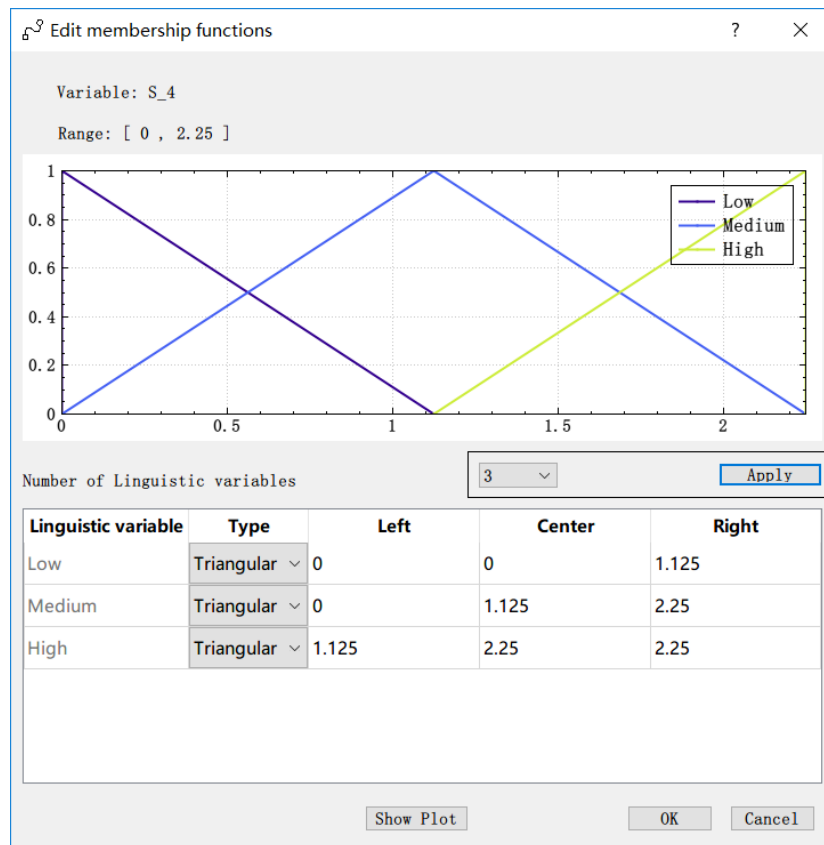 Edit membership functions ?
Variable: S_4
Range: [ 0 , 2.25 ]
1
0.8
0.6
0.4
0.2
0
0 0.5 1 1.5 2
Low
Medium
High
Number of Linguistic variables 3 Apply
Linguistic variable Type Left Center Right
Low Triangular 0 0 1.125
Medium Triangular 0 1.125 2.25
High Triangular 1.125 2.25 2.25
Show Plot OK Cancel